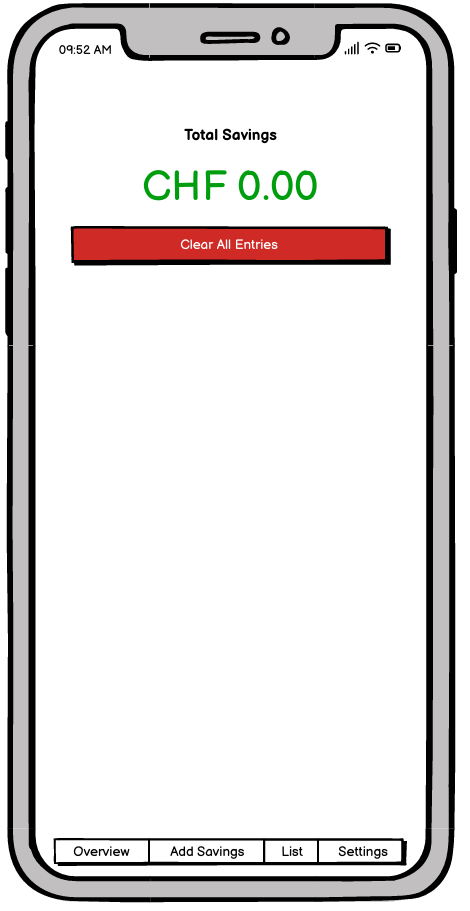 09:52 AM
Total Savings
CHF 0.00
Clear All Entries
Overview Add Savings List Settings